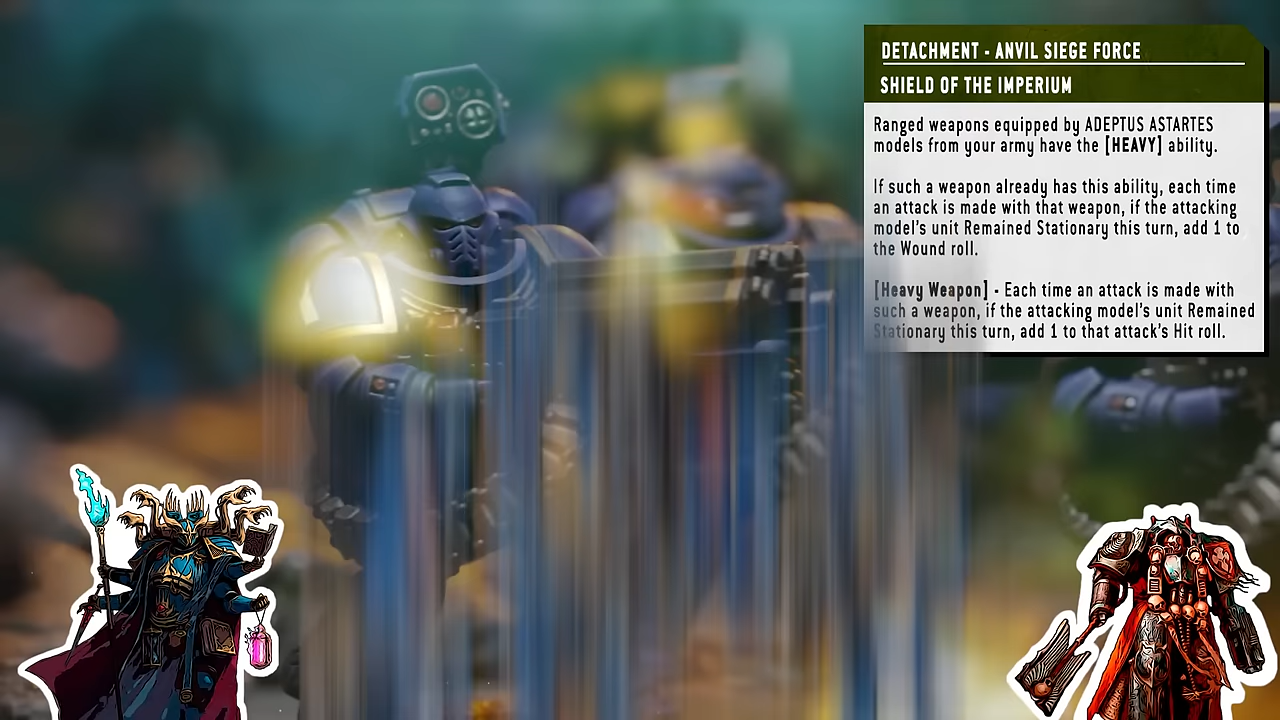 DETACHMENT - ANVIL SIEGE FORCE
SHIELD OF THE IMPERIUM
Ranged weapons equipped by ADEPTUS ASTARTES
models from your army have the [HEAVY] ability.
If such a weapon already has this ability, each time
an attack is made with that weapon, if the attacking
model's unit Remained Stationary this turn, add 1 to
the Wound roll.
[Heavy Weapon] - Each time an attack is made with
such a weapon, if the attacking model's unit Remained
Stationary this turn, add 1 to that attack's Hit roll.